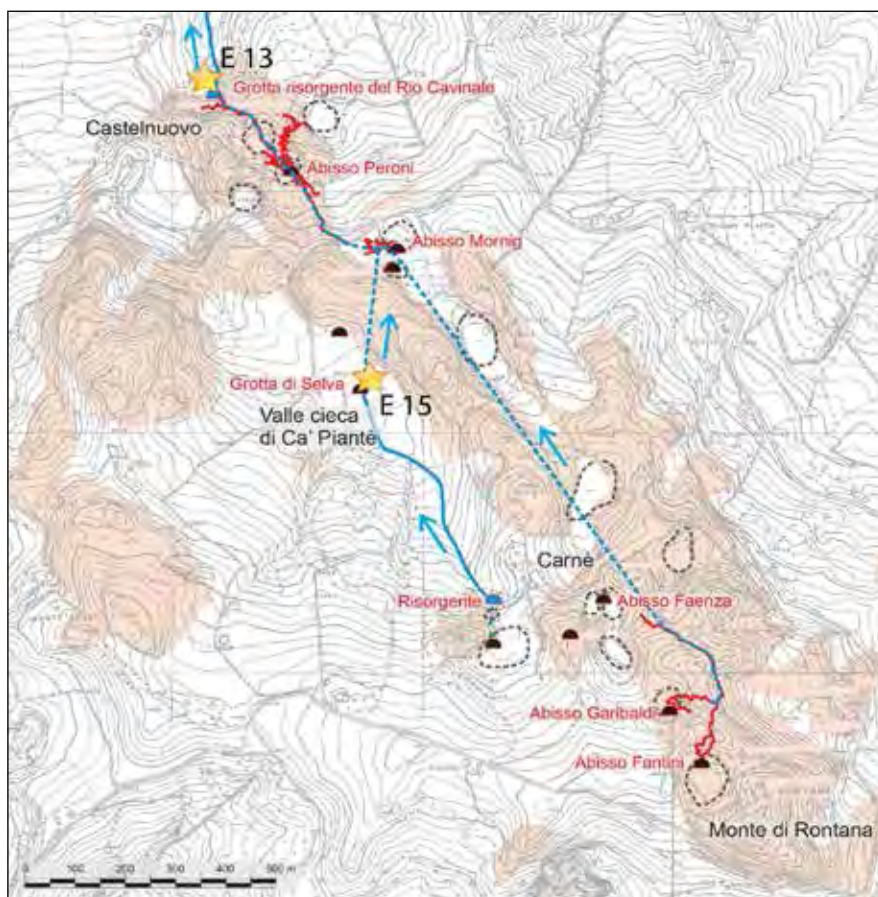 E 13
Grotta risorgente del Rio Cavinale
Castelnuovo
Abisso Peroni
Abisso Mornig
Grotta di Selva
E 15
Valle cieca
di Ca' Piantè
Carnè
Risorgente
Abisso Faenza
Abisso Garibaldi
Abisso Fantini
Monte di Rontana
0 100 200 300 400 500 m